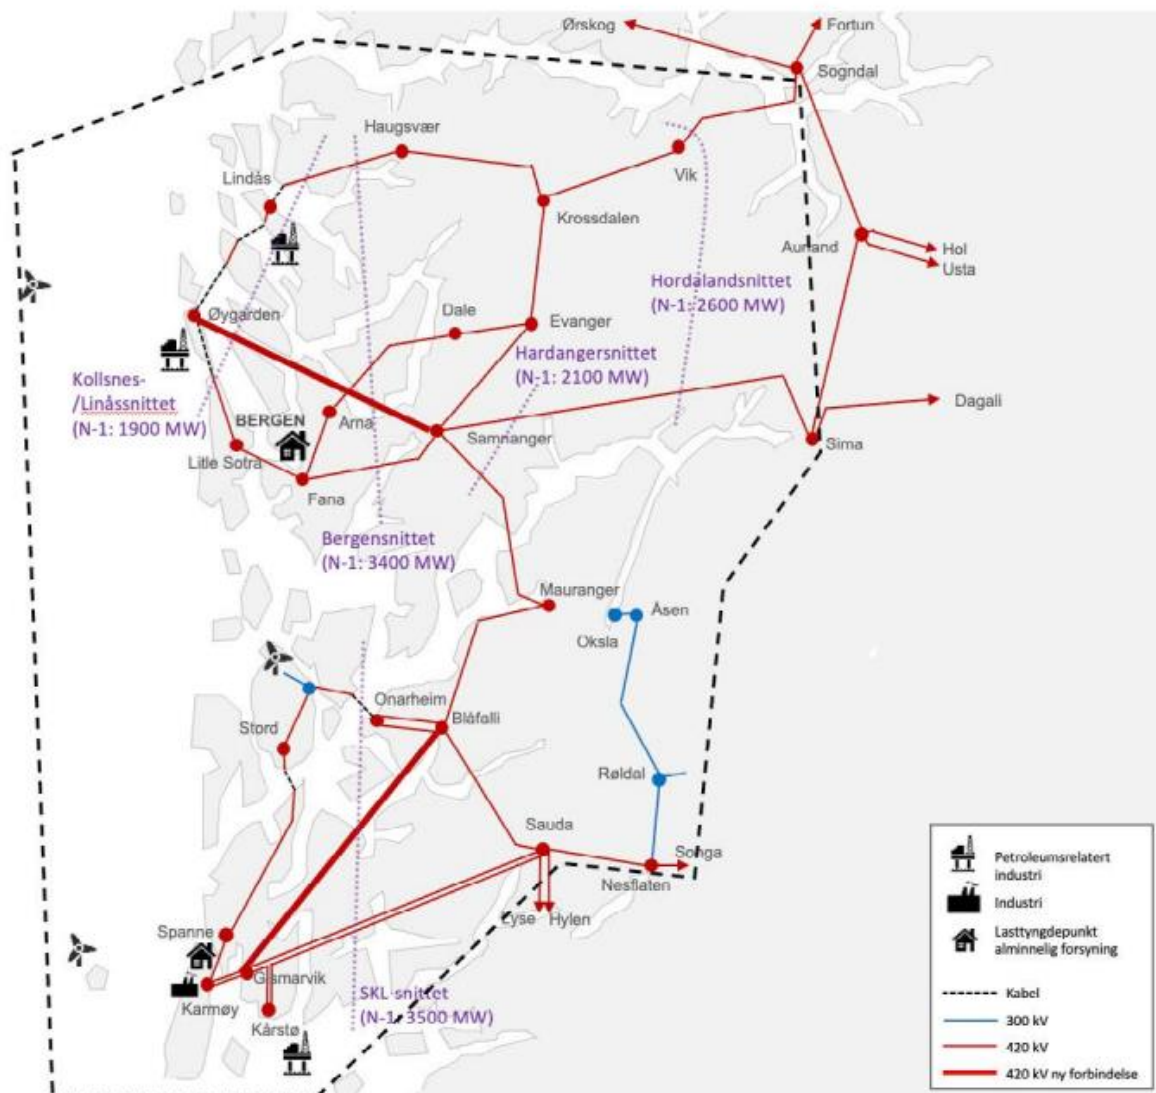 Ørskog
Fortun
Sogndal
Haugsvær
Lindås
Vik
Krossdalen
Aurland
Hol
Usta
Hordalandsnittet
(N-1: 2600 MW)
Øygarden
Dale
Evanger
Hardangersnittet
(N-1: 2100 MW)
Kollsnes-
/Linåssnittet
(N-1: 1900 MW)
BERGEN
Arna
Samnanger
Dagali
Sima
Litle Sotra
Fana
Bergensnittet
(N-1: 3400 MW)
Mauranger
Åsen
Oksla
Onarheim
Blåfalli
Stord
Røldal
Sauda
Songa
Nesflaten
Lyse
Hylen
Spanne
Gismarvik
Karmøy
Kårstø
SKL-snittet
(N-1: 3500 MW)
Petroleumsrelatert
industri
Industri
Lasttyngdepunkt
alminnelig forsyning
Kabel
300 kV
420 kV
420 kV ny forbindelse